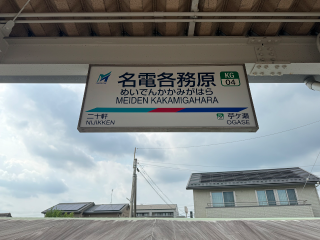 名電各務原
KG
04
めいでんかかみがはら
MEIDEN KAKAMIGAHARA
二十軒
NIJIKKEN
苧ヶ瀬
OGASE